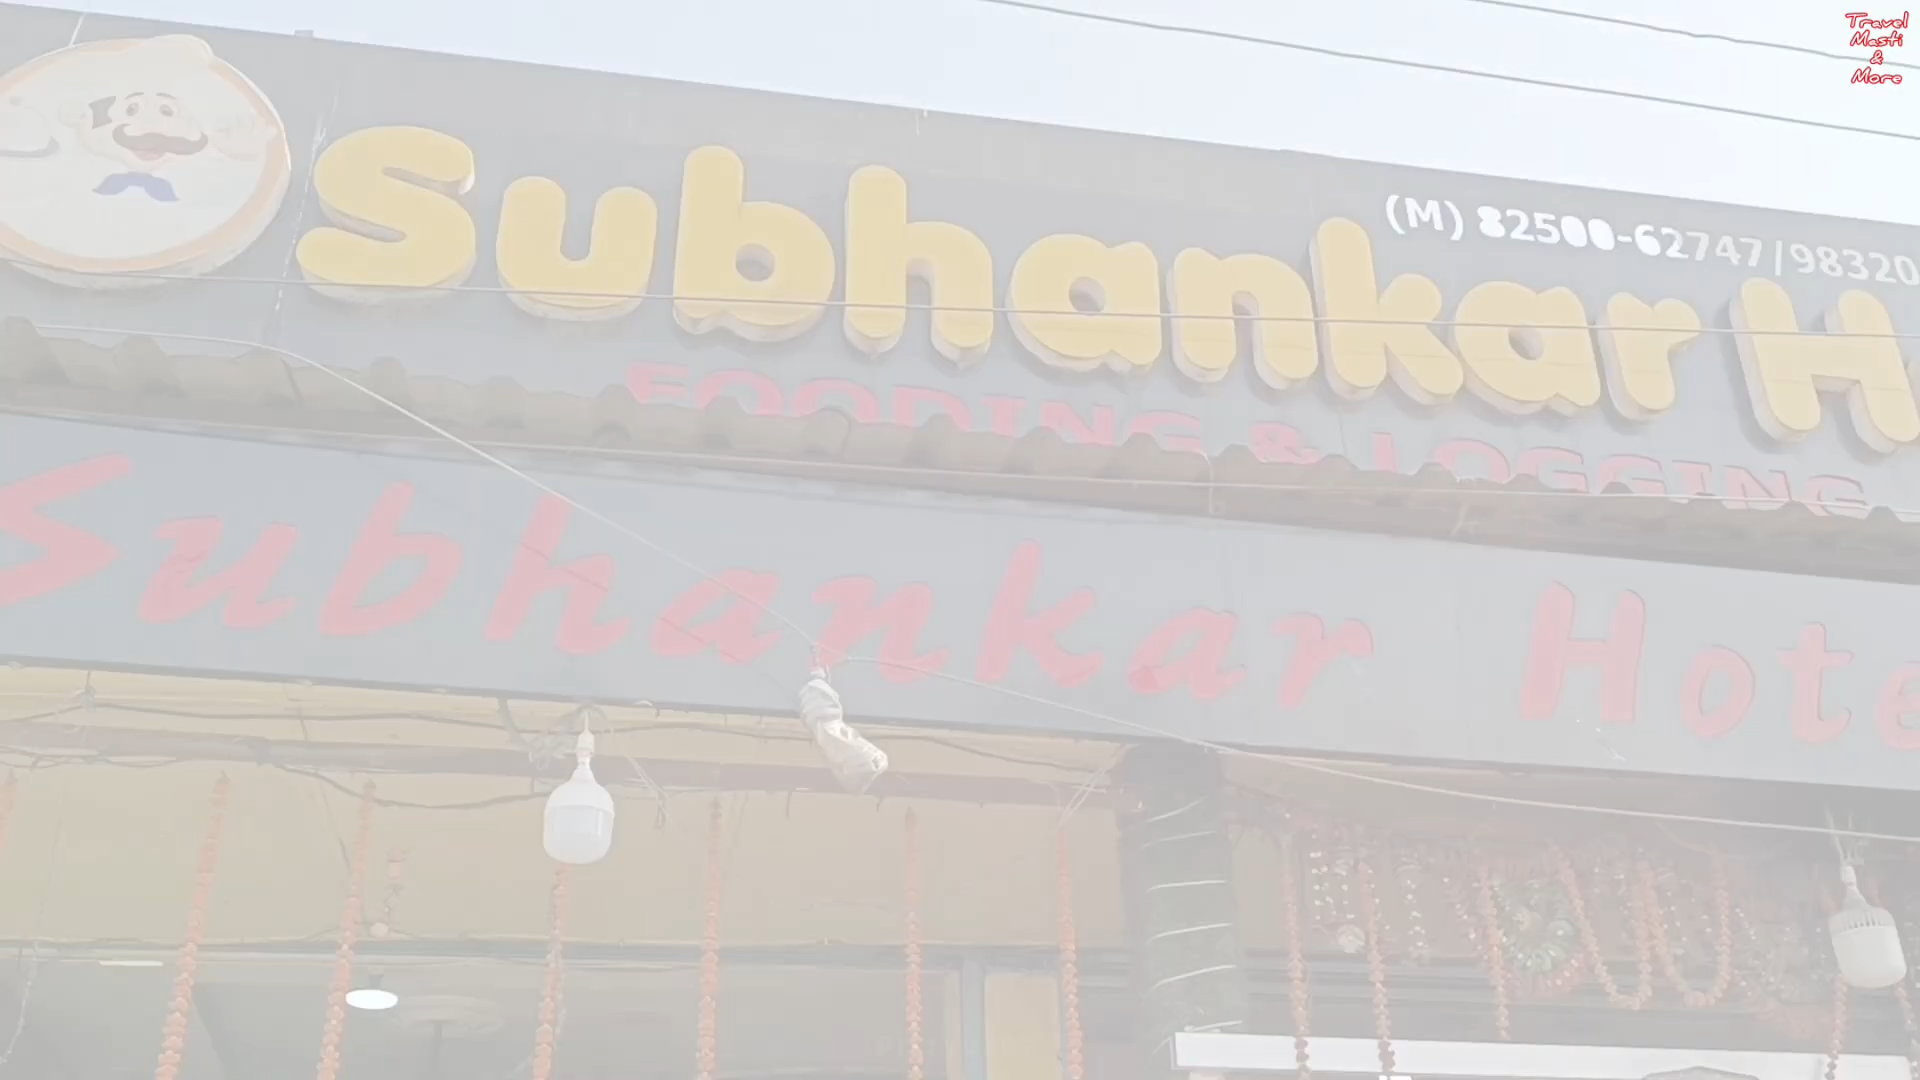 Travel
Masti
&
More
Subhankar H
(M) 82500-62747|98320
FOODING & LOGGING
Subhankar Hote